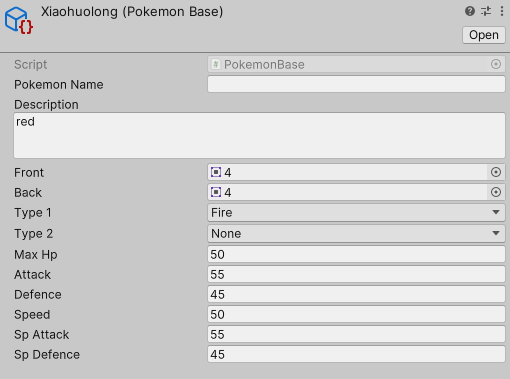 Xiaohuolong (Pokemon Base)
Open
Script PokemonBase
Pokemon Name
Description
red
Front 4
Back 4
Type 1 Fire
Type 2 None
Max Hp 50
Attack 55
Defence 45
Speed 50
Sp Attack 55
Sp Defence 45